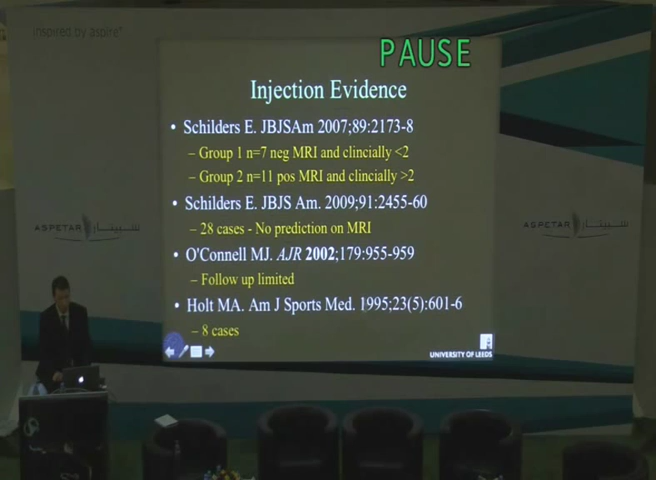 inspired by aspire
PAUSE
Injection Evidence
• Schilders E. JBJSAm 2007;89:2173-8
– Group 1 n=7 neg MRI and clincially <2
– Group 2 n=11 pos MRI and clincially >2
• Schilders E. JBJS Am. 2009;91:2455-60
– 28 cases - No prediction on MRI
• O'Connell MJ. AJR 2002;179:955-959
– Follow up limited
• Holt MA. Am J Sports Med. 1995;23(5):601-6
– 8 cases
UNIVERSITY OF LEEDS
ASPETAR سبيتار
ASPETAR سبيتار